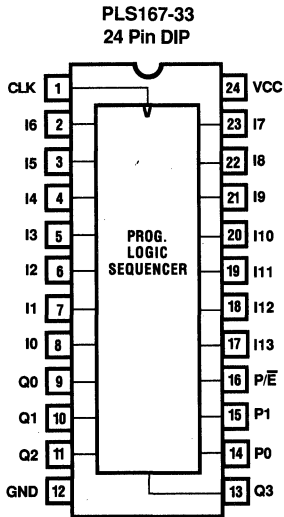 PLS167-33
24 Pin DIP
CLK 1 24 VCC
I6 2 23 I7
I5 3 22 I8
I4 4 21 I9
I3 5 20 I10
I2 6 19 I11
I1 7 18 I12
I0 8 17 I13
Q0 9 16 P/E̅
Q1 10 15 P1
Q2 11 14 P0
GND 12 13 Q3
PROG.
LOGIC
SEQUENCER